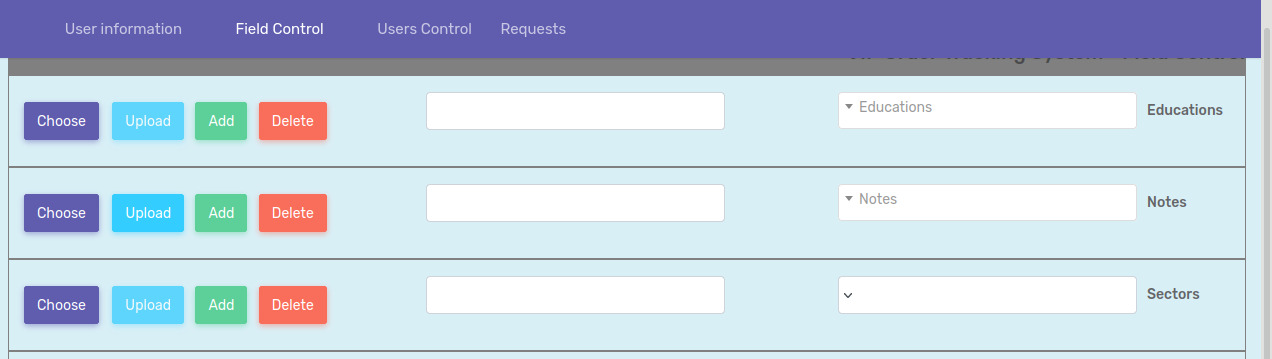 User information Field Control Users Control Requests
Choose Upload Add Delete Educations Educations
Choose Upload Add Delete Notes Notes
Choose Upload Add Delete Sectors